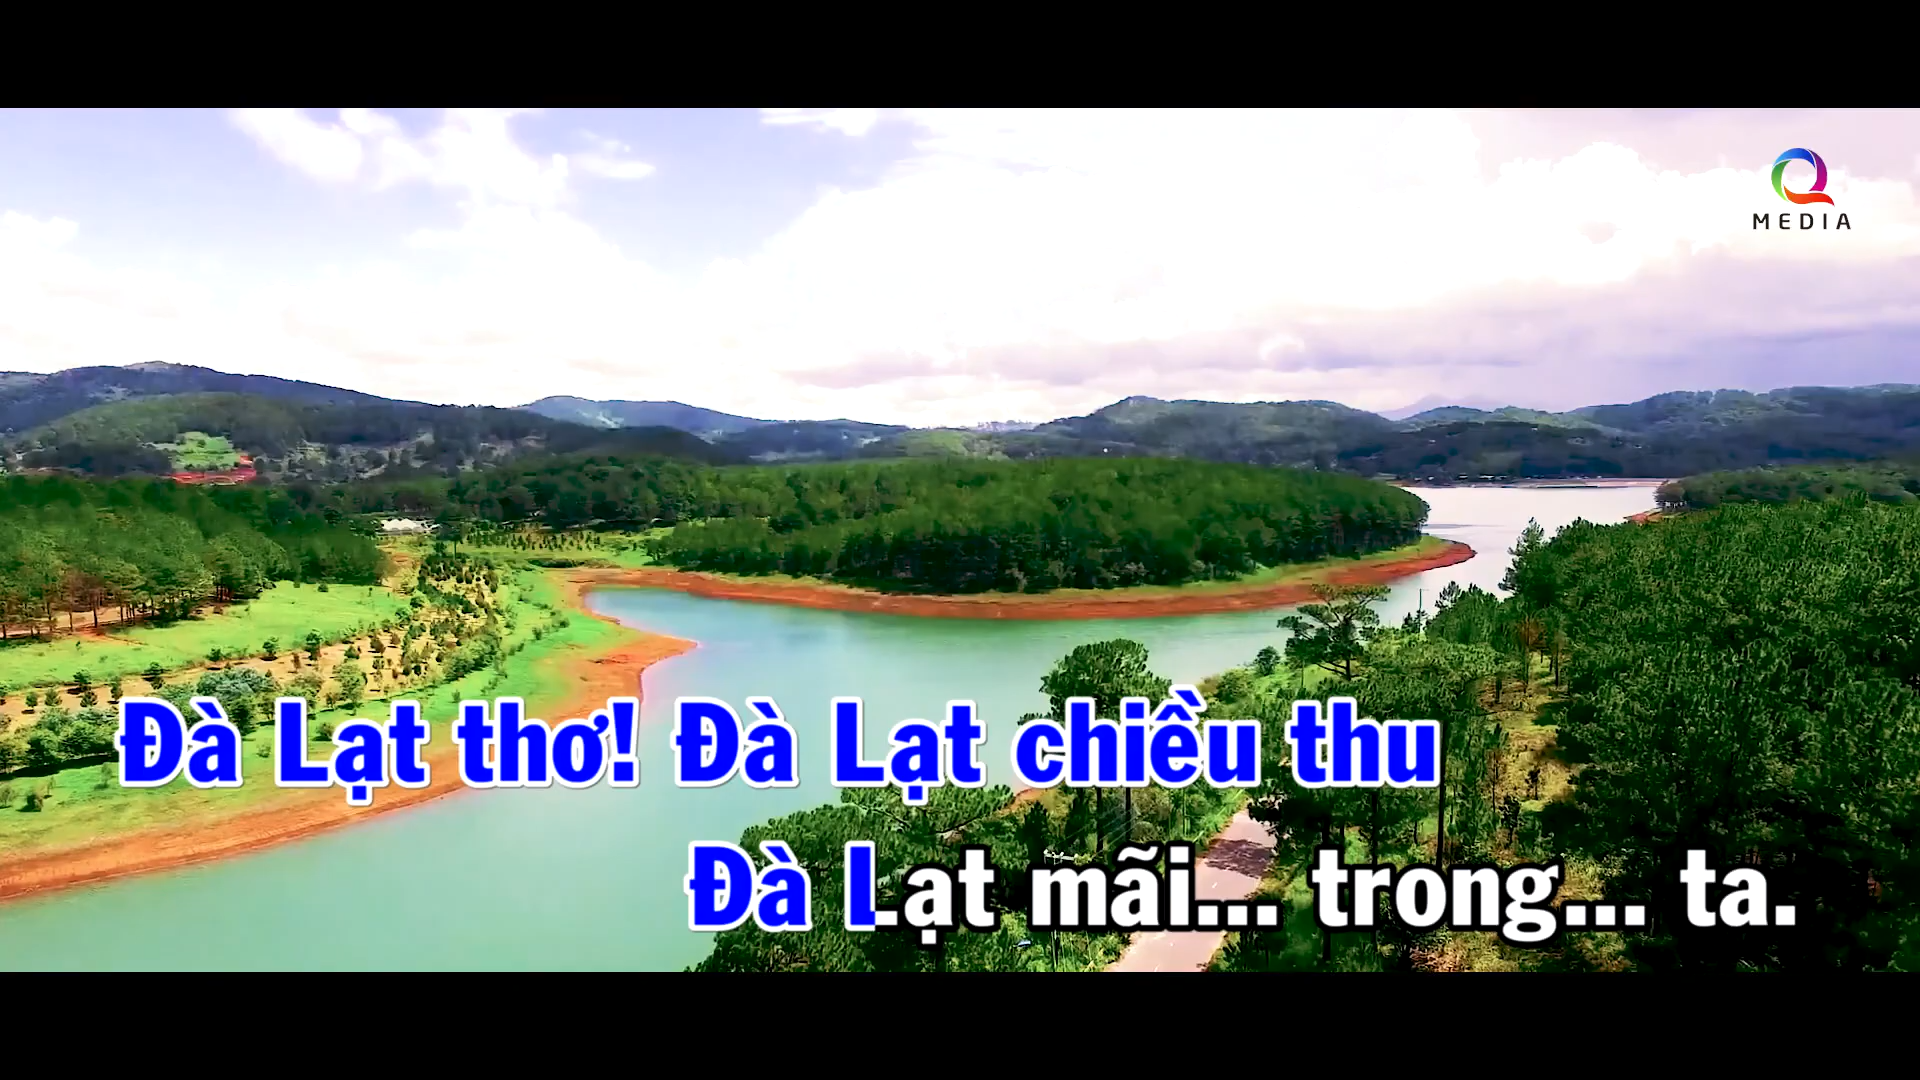 MEDIA
Đà Lạt thơ! Đà Lạt chiều thu
Đà Lạt mãi... trong... ta.